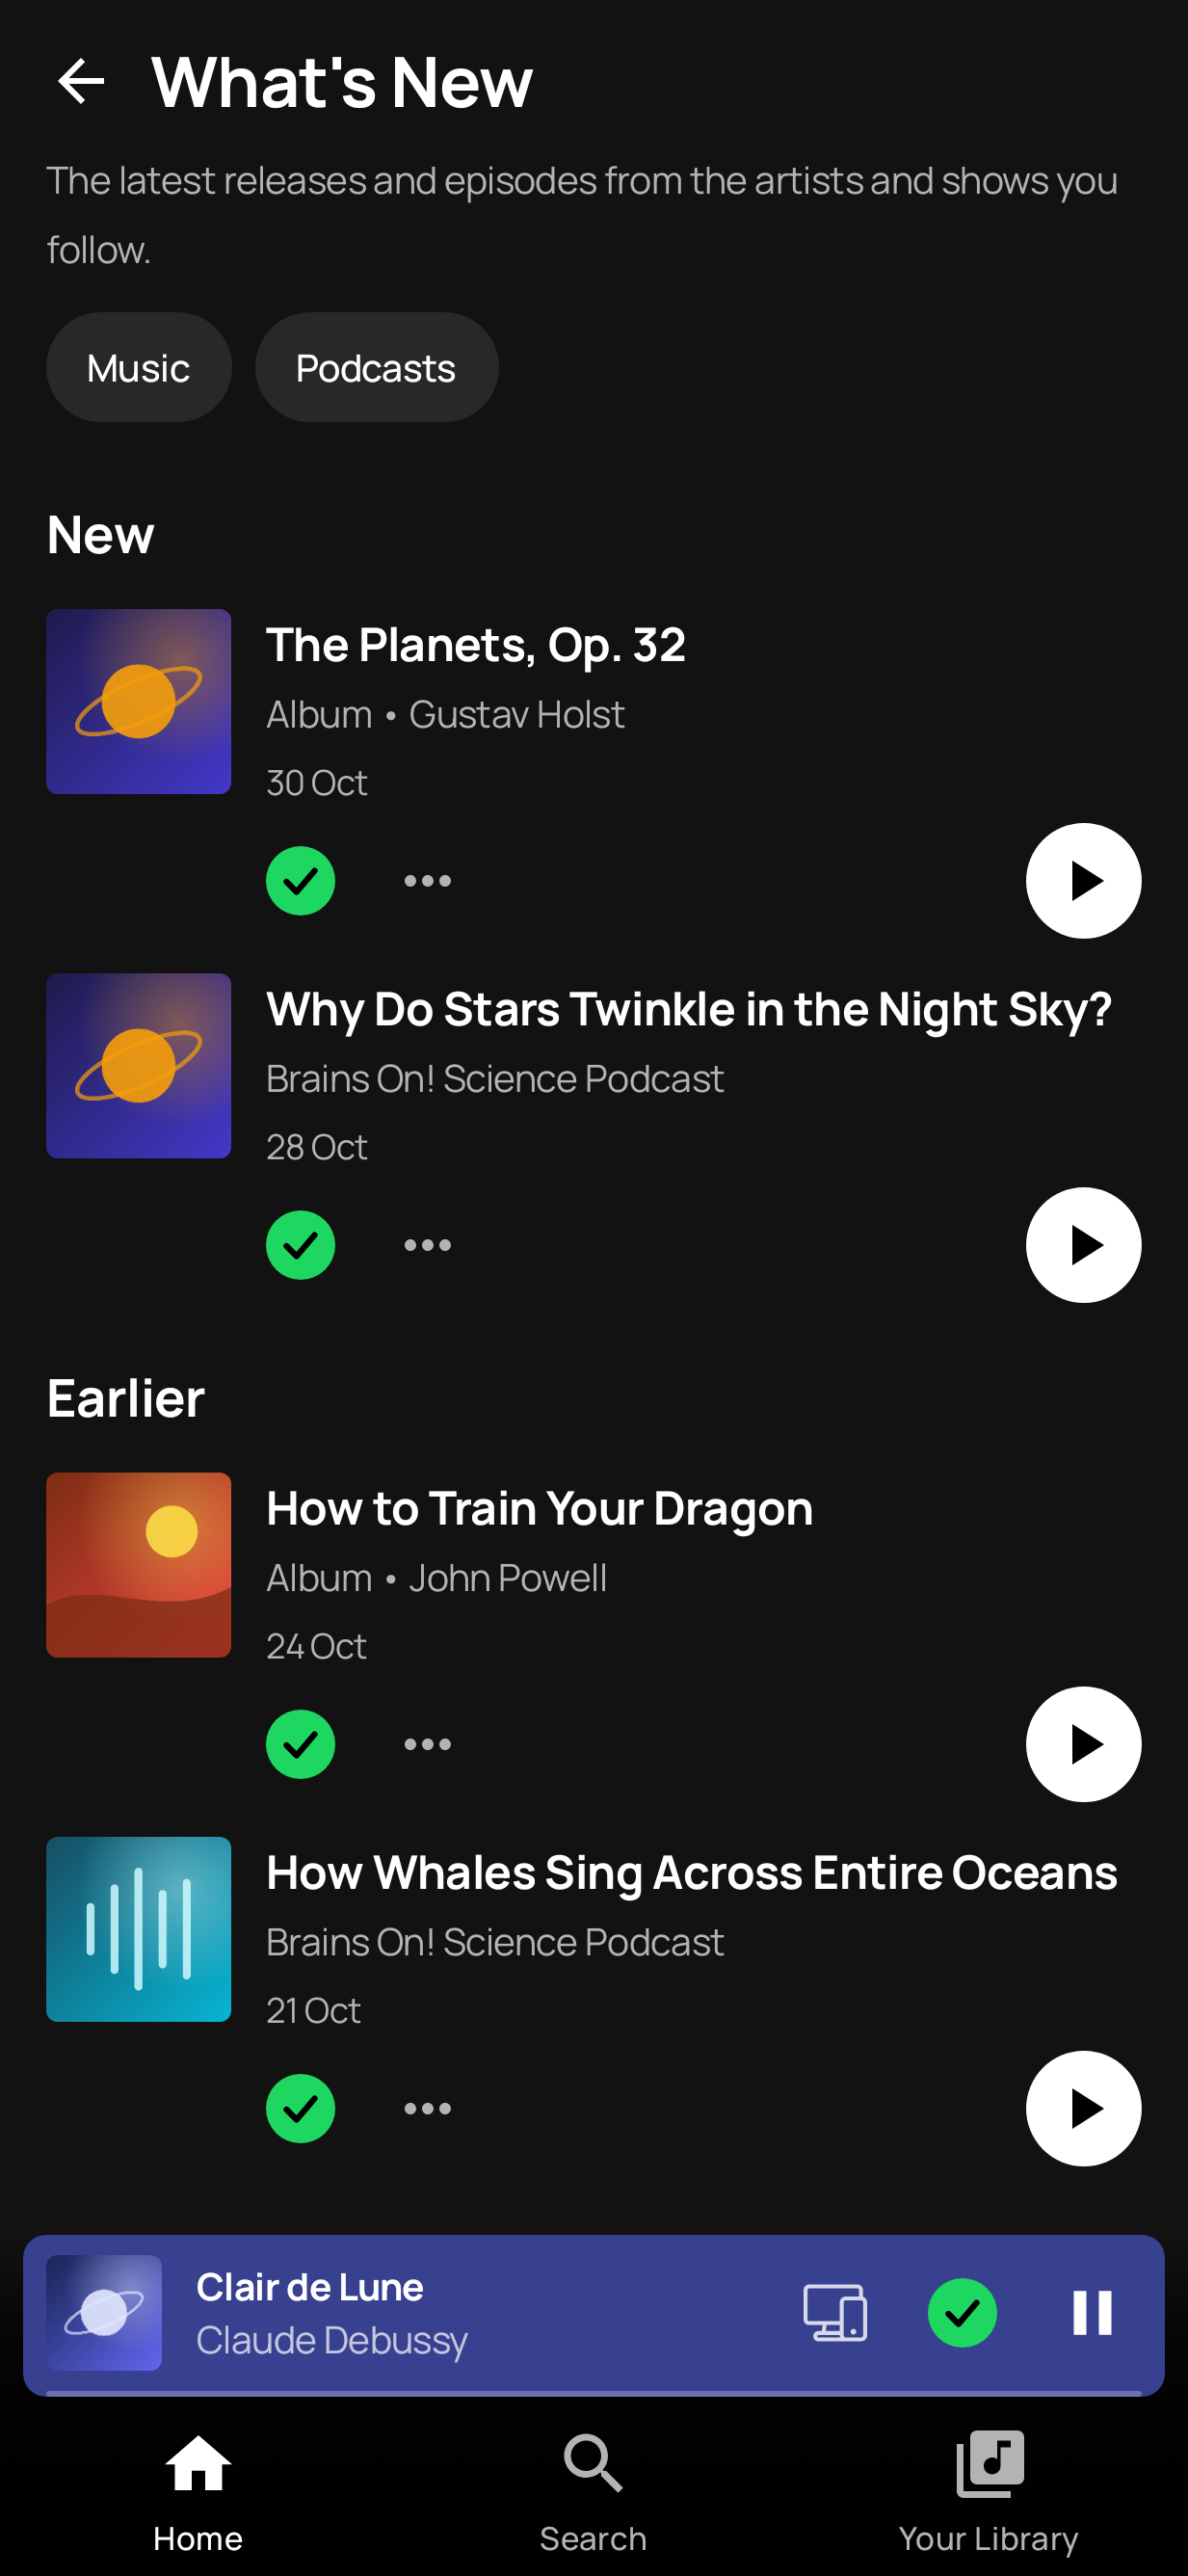 What's New
The latest releases and episodes from the artists and shows you
follow.
Music
Podcasts
New
The Planets, Op. 32
Album • Gustav Holst
30 Oct
Why Do Stars Twinkle in the Night Sky?
Brains On! Science Podcast
28 Oct
Earlier
How to Train Your Dragon
Album • John Powell
24 Oct
How Whales Sing Across Entire Oceans
Brains On! Science Podcast
21 Oct
Clair de Lune
Claude Debussy
Home
Search
Your Library